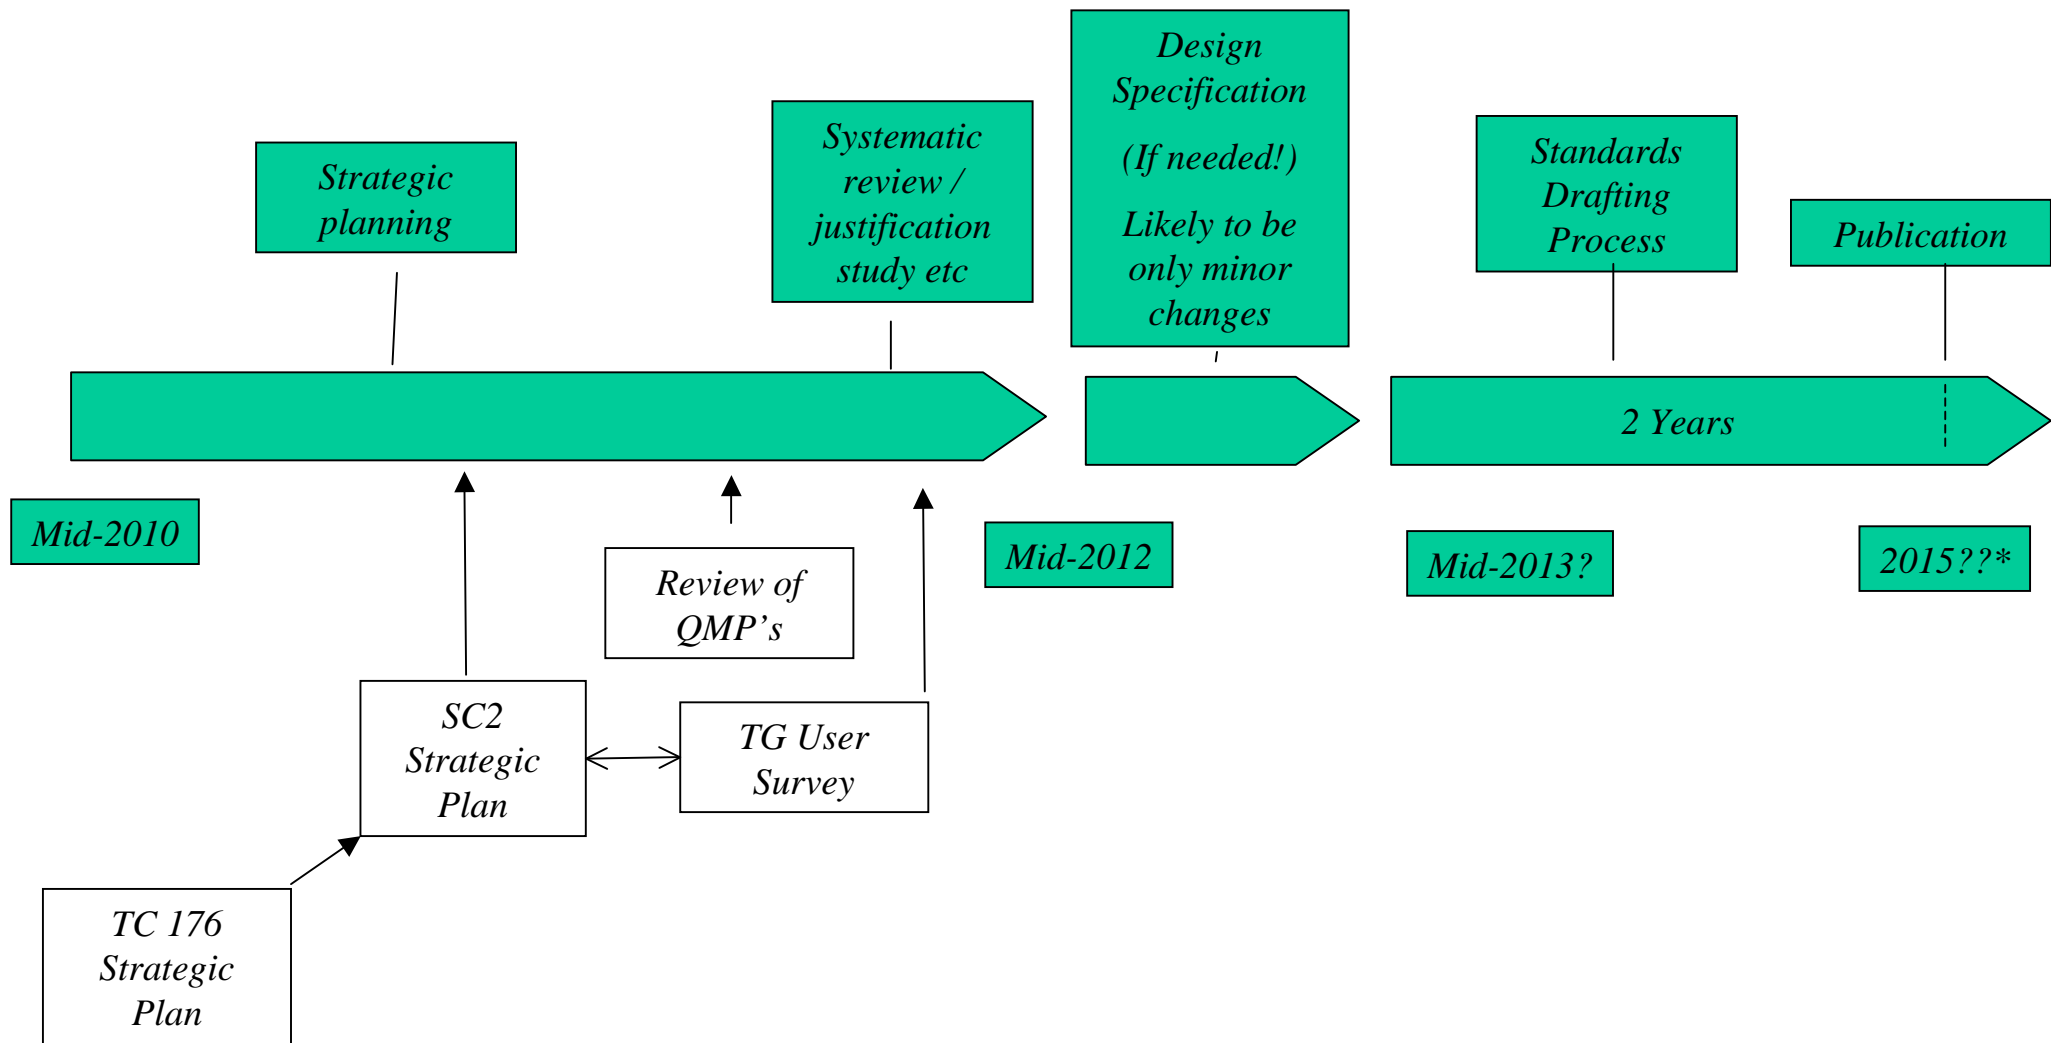 Design
Specification
(If needed!)
Likely to be
only minor
changes
Strategic
planning
Systematic
review /
justification
study etc
Standards
Drafting
Process
Publication
2 Years
Mid-2010
Mid-2012
Mid-2013?
2015??*
Review of
QMP’s
SC2
Strategic
Plan
TG User
Survey
TC 176
Strategic
Plan